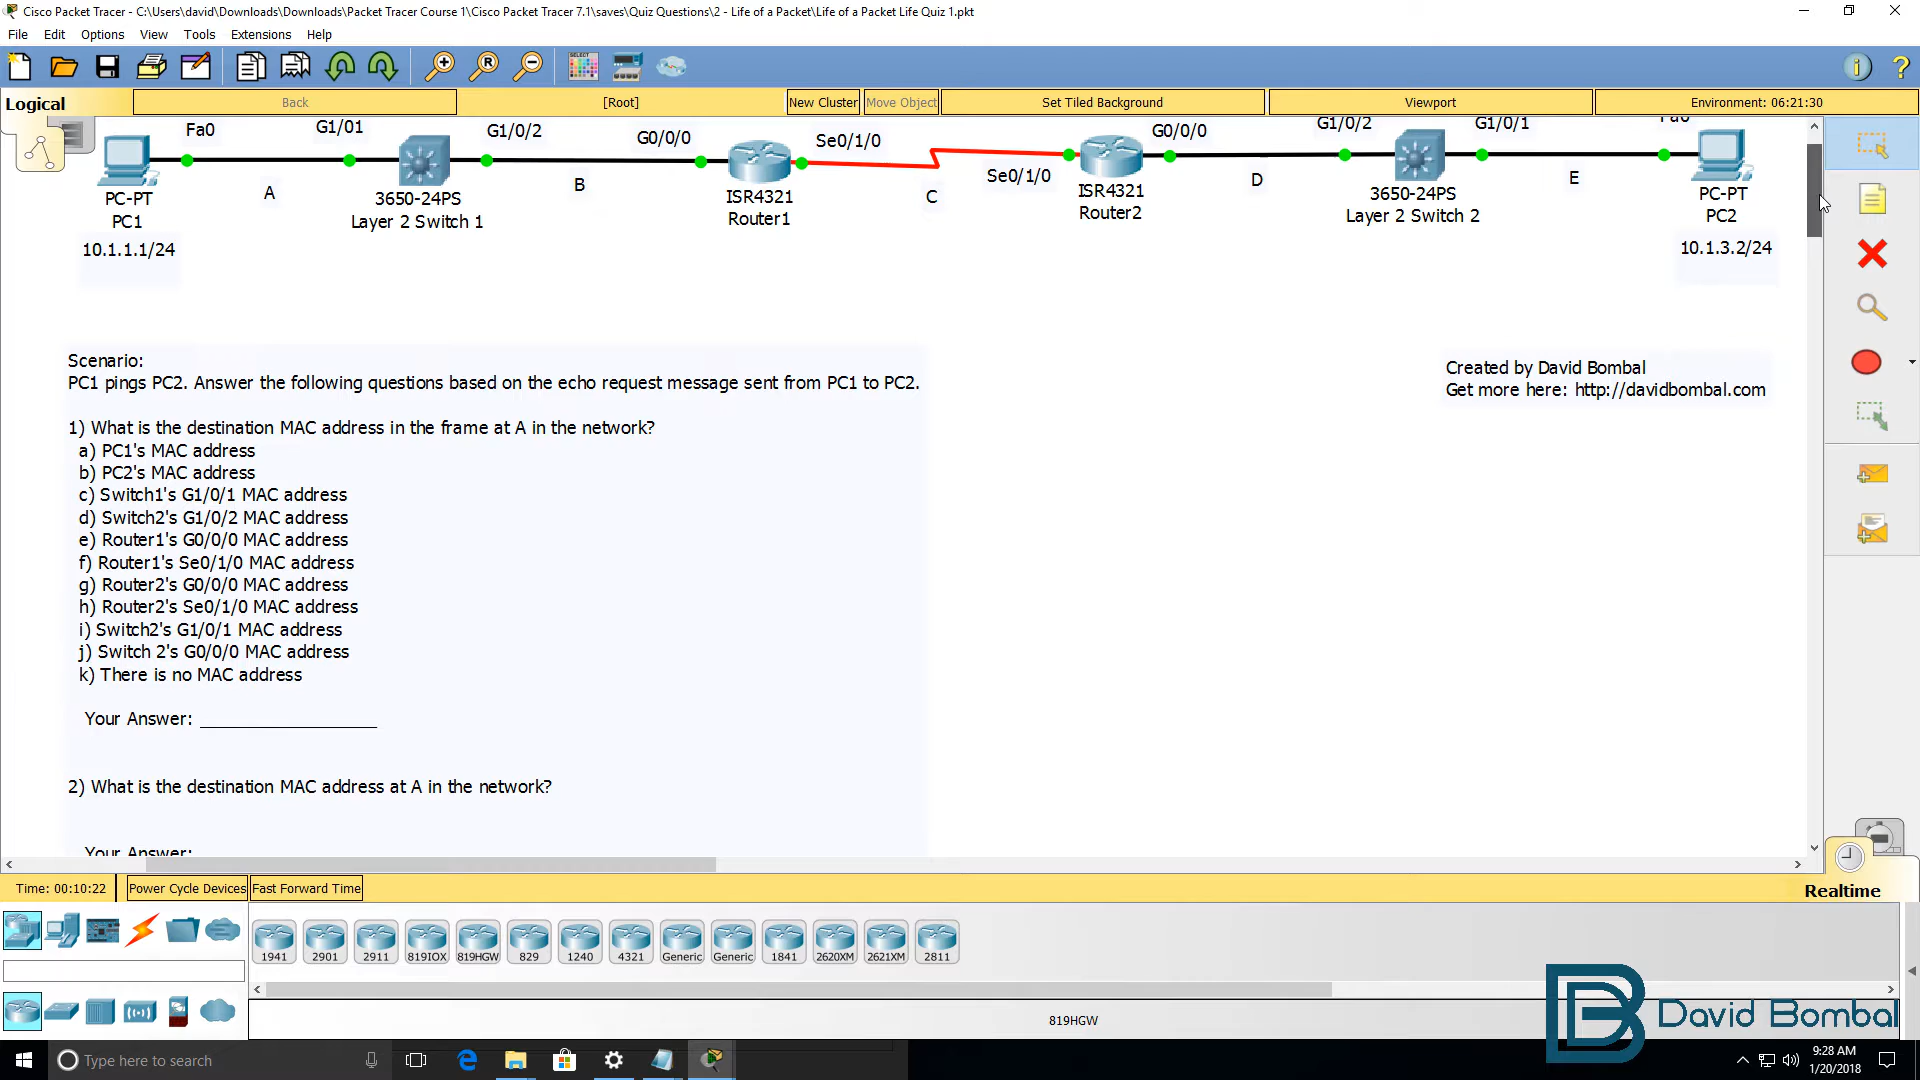 Cisco Packet Tracer - C:\Users\david\Downloads\Downloads\Packet Tracer Course 1\Cisco Packet Tracer 7.1\saves\Quiz Questions\2 - Life of a Packet\Life of a Packet Life Quiz 1.pkt
File Edit Options View Tools Extensions Help
Logical Back [Root] New Cluster Move Object Set Tiled Background Viewport Environment: 06:21:30
Fa0 G1/01 G1/0/2 G0/0/0 Se0/1/0 G0/0/0 G1/0/2 G1/0/1 Fa0
A B C Se0/1/0 D E
PC-PT 3650-24PS ISR4321 ISR4321 3650-24PS PC-PT
PC1 Layer 2 Switch 1 Router1 Router2 Layer 2 Switch 2 PC2
10.1.1.1/24 10.1.3.2/24
Scenario:
PC1 pings PC2. Answer the following questions based on the echo request message sent from PC1 to PC2.
Created by David Bombal
Get more here: http://davidbombal.com
1) What is the destination MAC address in the frame at A in the network?
a) PC1's MAC address
b) PC2's MAC address
c) Switch1's G1/0/1 MAC address
d) Switch2's G1/0/2 MAC address
e) Router1's G0/0/0 MAC address
f) Router1's Se0/1/0 MAC address
g) Router2's G0/0/0 MAC address
h) Router2's Se0/1/0 MAC address
i) Switch2's G1/0/1 MAC address
j) Switch 2's G0/0/0 MAC address
k) There is no MAC address
Your Answer: ___________________
2) What is the destination MAC address at A in the network?
Your Answer:
Time: 00:10:22 Power Cycle Devices Fast Forward Time Realtime
1941 2901 2911 819IOX 819HGW 829 1240 4321 Generic Generic 1841 2620XM 2621XM 2811
819HGW
David Bombal
Type here to search
9:28 AM
1/20/2018